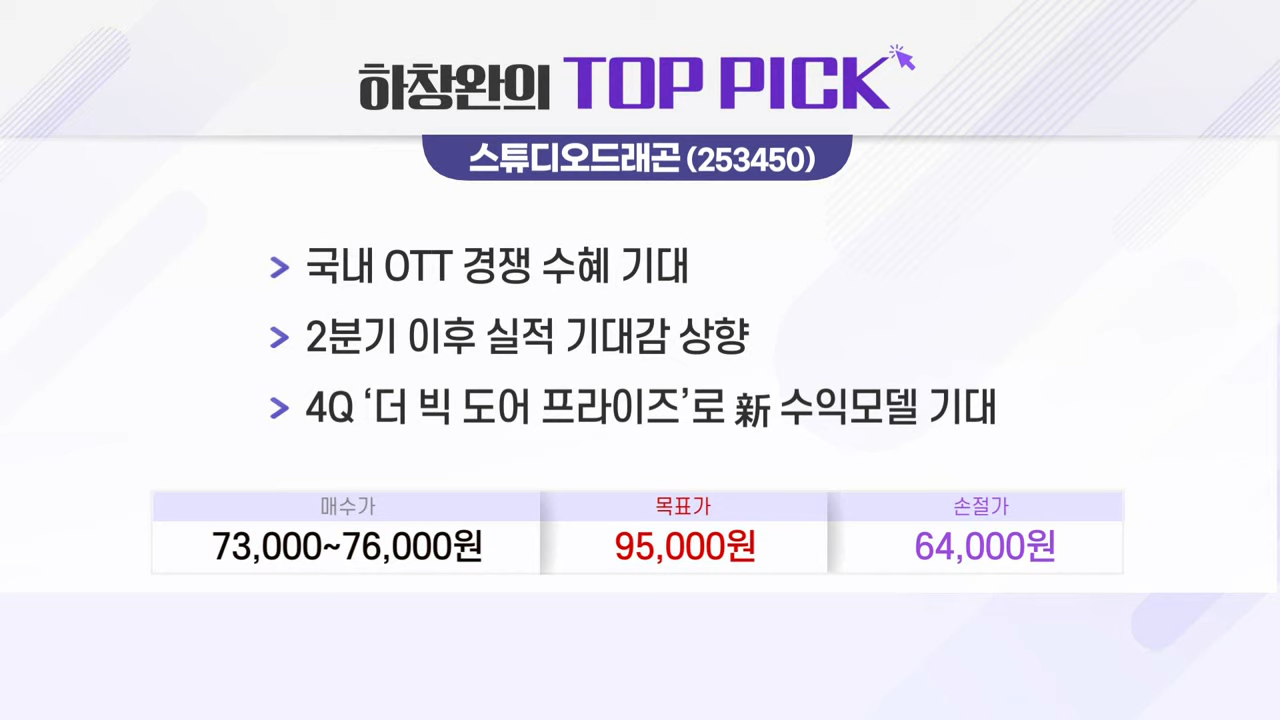 하창완의 TOP PICK
스튜디오드래곤 (253450)
> 국내 OTT 경쟁 수혜 기대
> 2분기 이후 실적 기대감 상향
> 4Q ‘더 빅 도어 프라이즈’로 新 수익모델 기대
매수가 목표가 손절가
73,000~76,000원 95,000원 64,000원